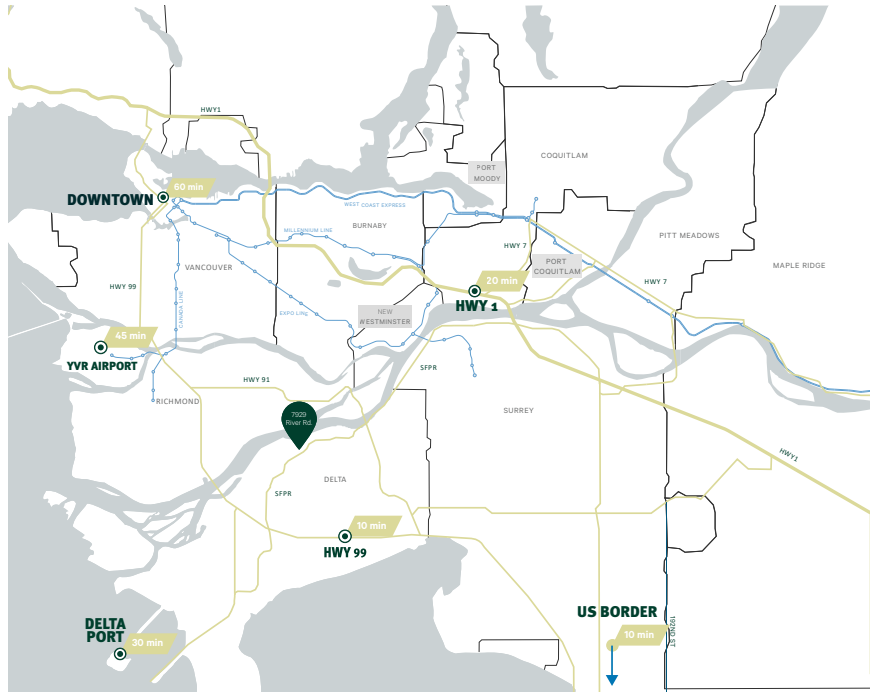 HWY1
COQUITLAM
PORT
MOODY
60 min
DOWNTOWN
WEST COAST EXPRESS
BURNABY
MILLENNIUM LINE
PITT MEADOWS
HWY 7
MAPLE RIDGE
VANCOUVER
PORT
COQUITLAM
20 min
HWY 7
HWY 99
CANADA LINE
HWY 1
EXPO LINE
NEW
WESTMINSTER
45 min
YVR AIRPORT
SFPR
HWY 91
RICHMOND
7929
River Rd.
SURREY
HWY1
DELTA
SFPR
10 min
HWY 99
US BORDER
DELTA
PORT
30 min
10 min
192ND ST